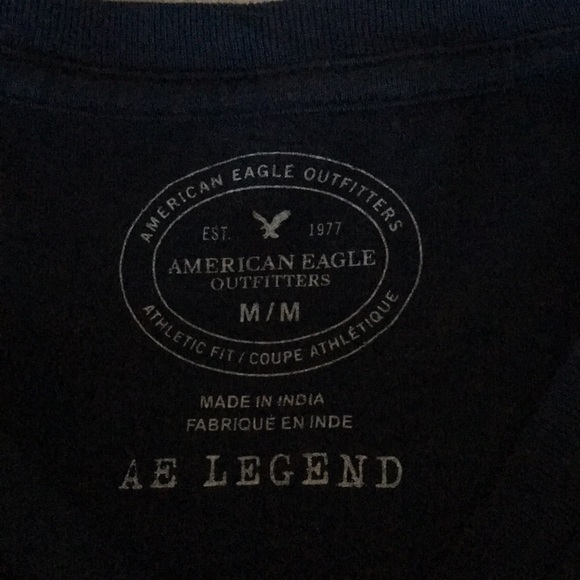 AMERICAN EAGLE OUTFITTERS
EST. 1977
AMERICAN EAGLE
OUTFITTERS
M/M
ATHLETIC FIT / COUPE ATHLÉTIQUE
MADE IN INDIA
FABRIQUÉ EN INDE
AE LEGEND